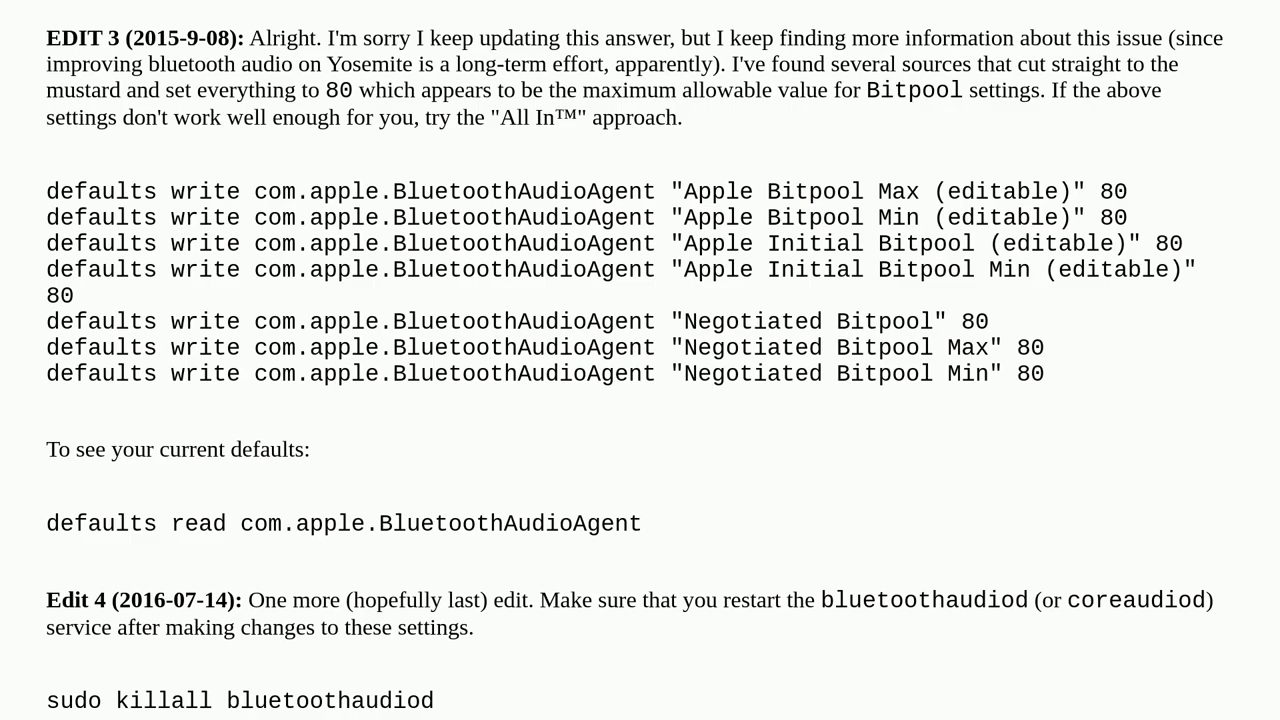 EDIT 3 (2015-9-08): Alright. I'm sorry I keep updating this answer, but I keep finding more information about this issue (since
improving bluetooth audio on Yosemite is a long-term effort, apparently). I've found several sources that cut straight to the
mustard and set everything to 80 which appears to be the maximum allowable value for Bitpool settings. If the above
settings don't work well enough for you, try the "All In™" approach.
defaults write com.apple.BluetoothAudioAgent "Apple Bitpool Max (editable)" 80
defaults write com.apple.BluetoothAudioAgent "Apple Bitpool Min (editable)" 80
defaults write com.apple.BluetoothAudioAgent "Apple Initial Bitpool (editable)" 80
defaults write com.apple.BluetoothAudioAgent "Apple Initial Bitpool Min (editable)"
80
defaults write com.apple.BluetoothAudioAgent "Negotiated Bitpool" 80
defaults write com.apple.BluetoothAudioAgent "Negotiated Bitpool Max" 80
defaults write com.apple.BluetoothAudioAgent "Negotiated Bitpool Min" 80
To see your current defaults:
defaults read com.apple.BluetoothAudioAgent
Edit 4 (2016-07-14): One more (hopefully last) edit. Make sure that you restart the bluetoothaudiod (or coreaudiod)
service after making changes to these settings.
sudo killall bluetoothaudiod